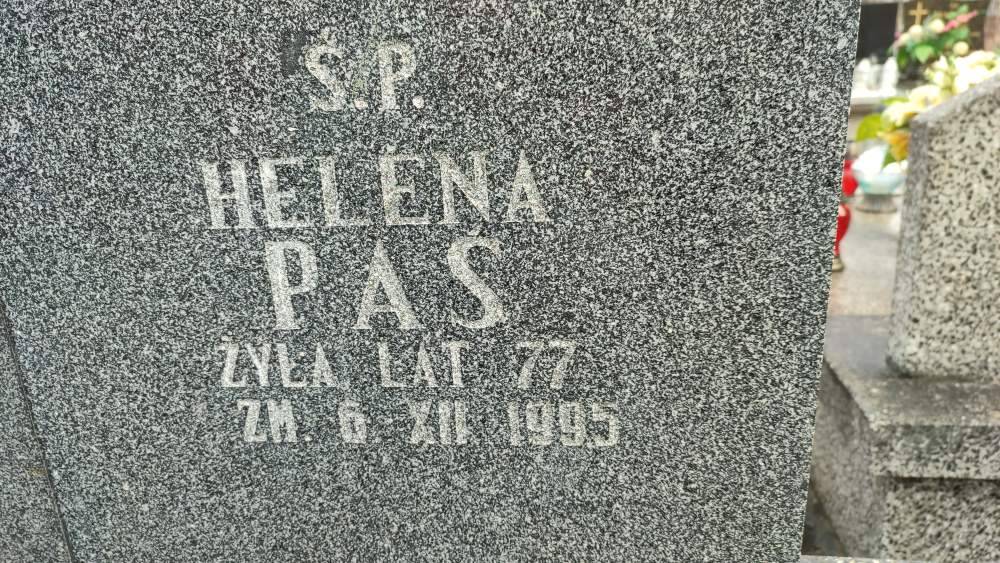 Ś.P.
HELENA
PAŚ
ŻYŁA LAT 77
ZM. 6 XII 1995